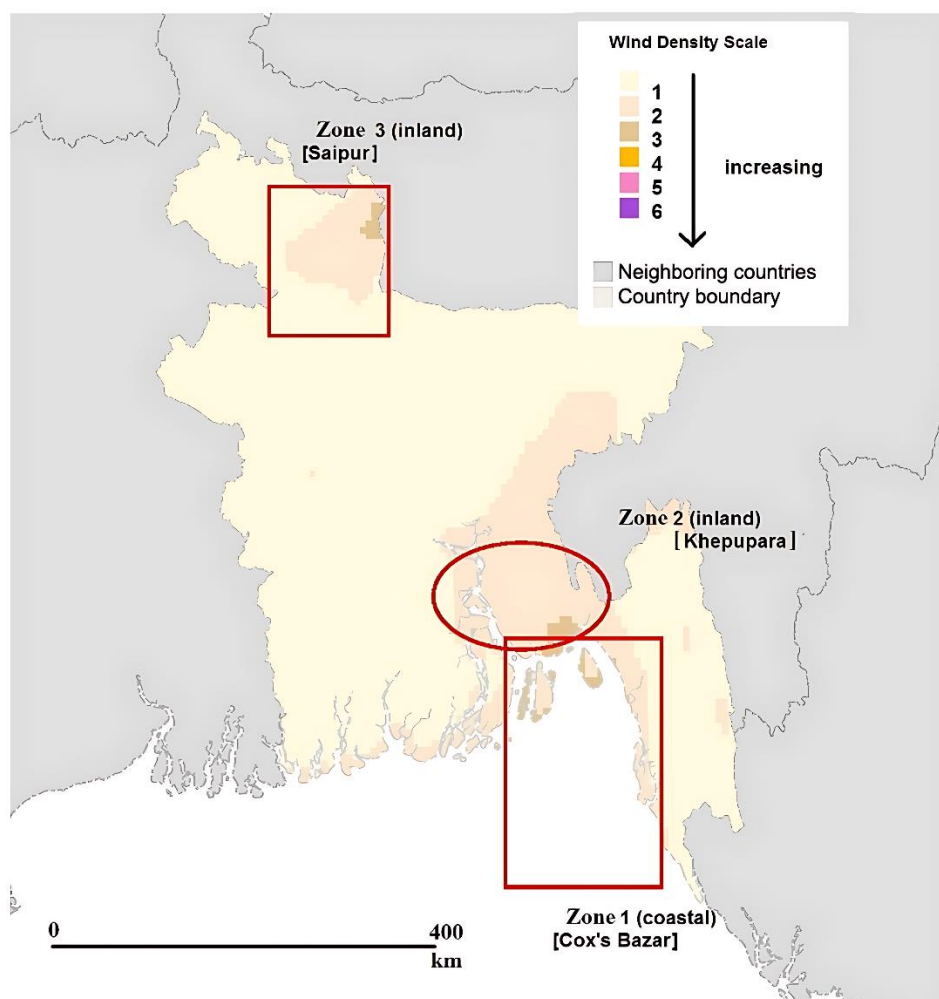 Wind Density Scale
1
2
3
4
5
6
increasing
Neighboring countries
Country boundary
Zone 3 (inland)
[Saipur]
Zone 2 (inland)
[ Khepupara]
Zone 1 (coastal)
[Cox's Bazar]
0 400
km